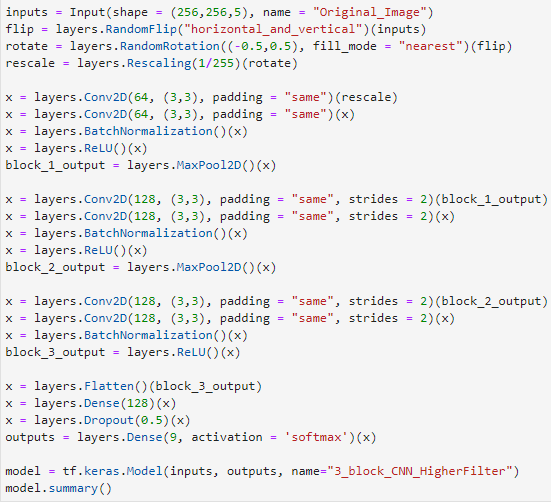 inputs = Input(shape = (256,256,5), name = "Original_Image")
flip = layers.RandomFlip("horizontal_and_vertical")(inputs)
rotate = layers.RandomRotation((-0.5,0.5), fill_mode = "nearest")(flip)
rescale = layers.Rescaling(1/255)(rotate)

x = layers.Conv2D(64, (3,3), padding = "same")(rescale)
x = layers.Conv2D(64, (3,3), padding = "same")(x)
x = layers.BatchNormalization()(x)
x = layers.ReLU()(x)
block_1_output = layers.MaxPool2D()(x)

x = layers.Conv2D(128, (3,3), padding = "same", strides = 2)(block_1_output)
x = layers.Conv2D(128, (3,3), padding = "same", strides = 2)(x)
x = layers.BatchNormalization()(x)
x = layers.ReLU()(x)
block_2_output = layers.MaxPool2D()(x)

x = layers.Conv2D(128, (3,3), padding = "same", strides = 2)(block_2_output)
x = layers.Conv2D(128, (3,3), padding = "same", strides = 2)(x)
x = layers.BatchNormalization()(x)
block_3_output = layers.ReLU()(x)

x = layers.Flatten()(block_3_output)
x = layers.Dense(128)(x)
x = layers.Dropout(0.5)(x)
outputs = layers.Dense(9, activation = 'softmax')(x)

model = tf.keras.Model(inputs, outputs, name="3_block_CNN_HigherFilter")
model.summary()